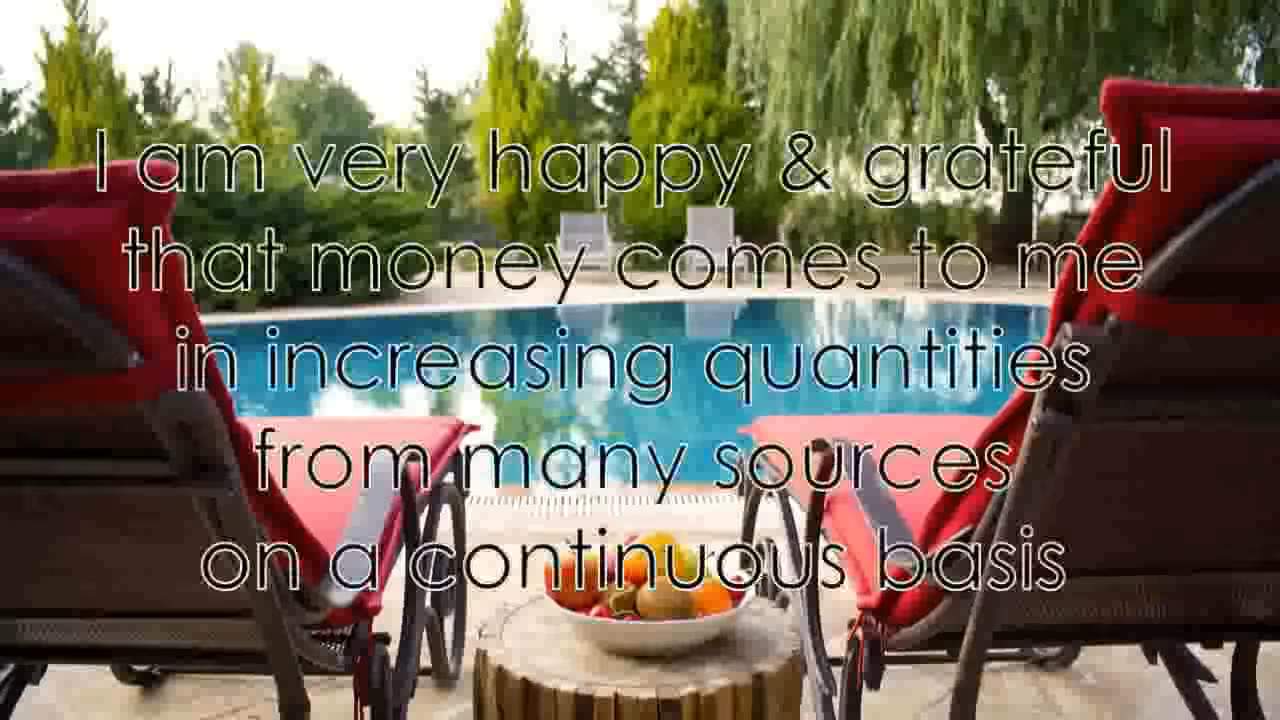 I am very happy & grateful
that money comes to me
in increasing quantities
from many sources
on a continuous basis